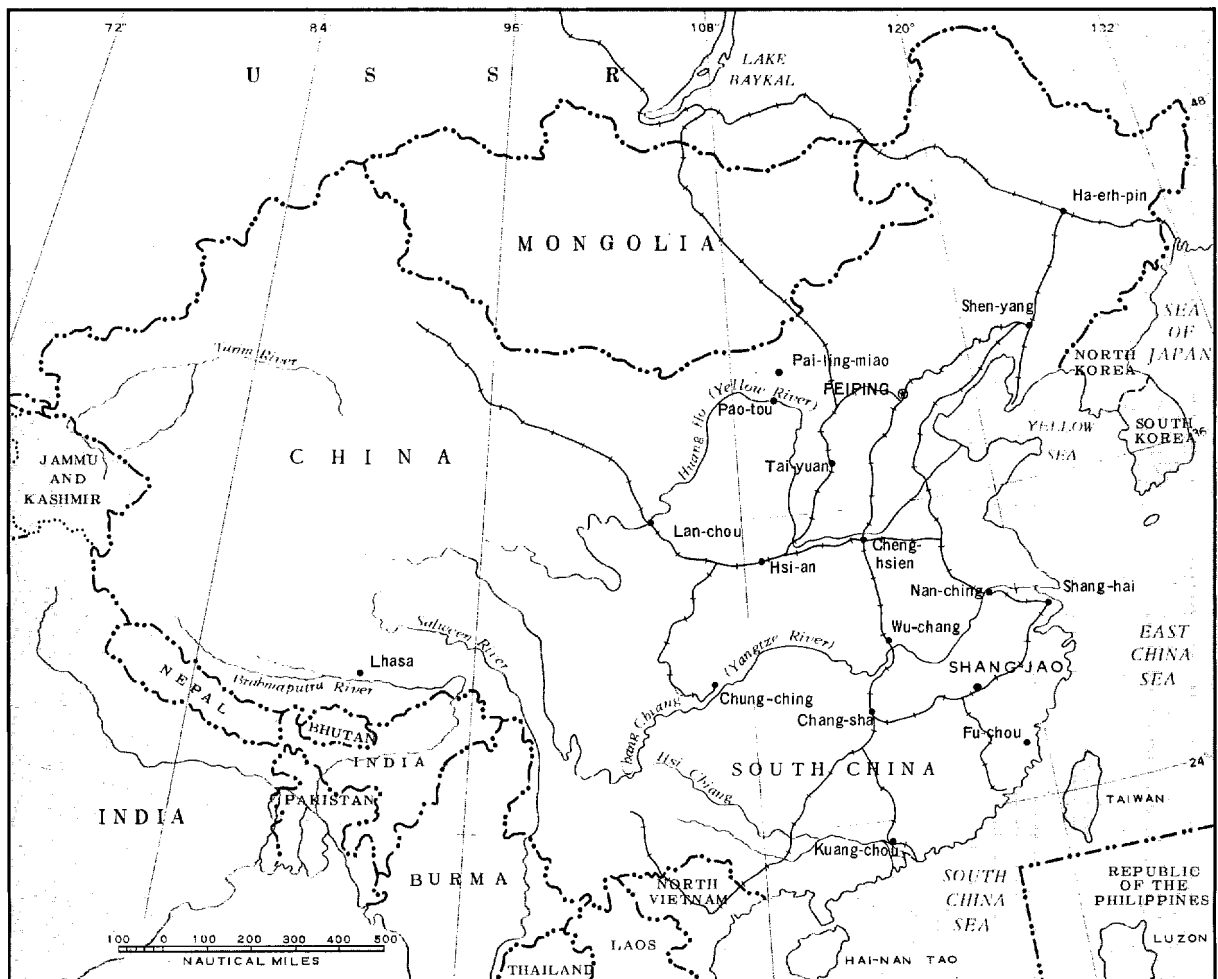 72°
84
96
108°
120°
132°
U S S R
LAKE
BAYKAL
48
Ha-erh-pin
MONGOLIA
Shen-yang
SEA
OF
JAPAN
Tarim River
Pai-ling-miao
NORTH
KOREA
PEIPING
Huang Ho (Yellow River)
Pao-tou
YELLOW
SEA
SOUTH
KOREA
36
CHINA
JAMMU
AND
KASHMIR
Tai-yuan
Lan-chou
Hsi-an
Cheng-
hsien
Nan-ching
Shang-hai
Salween River
Wu-chang
EAST
CHINA
SEA
Lhasa
(Yangtze River)
SHANG-JAO
NEPAL
Brahmaputra River
Chung-ching
Chang Chiang
Chang-sha
BHUTAN
Fu-chou
INDIA
Hsi Chiang
SOUTH CHINA
24°
PAKISTAN
TAIWAN
INDIA
Kuang-chou
BURMA
NORTH
VIETNAM
SOUTH
CHINA
SEA
REPUBLIC
OF THE
PHILIPPINES
100 0 100 200 300 400 500
NAUTICAL MILES
LAOS
THAILAND
HAI-NAN TAO
LUZON